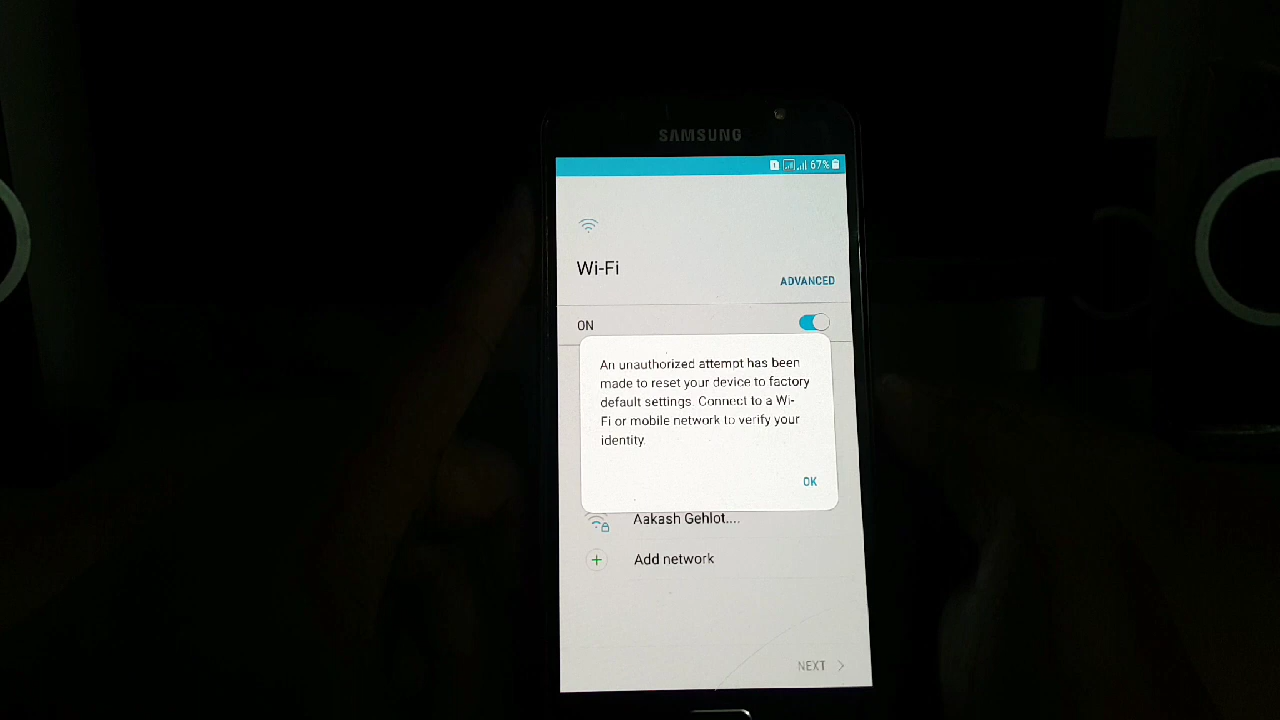 SAMSUNG
67%
Wi-Fi
ADVANCED
ON
An unauthorized attempt has been
made to reset your device to factory
default settings. Connect to a Wi-
Fi or mobile network to verify your
identity.
OK
Aakash Gehlot....
Add network
NEXT